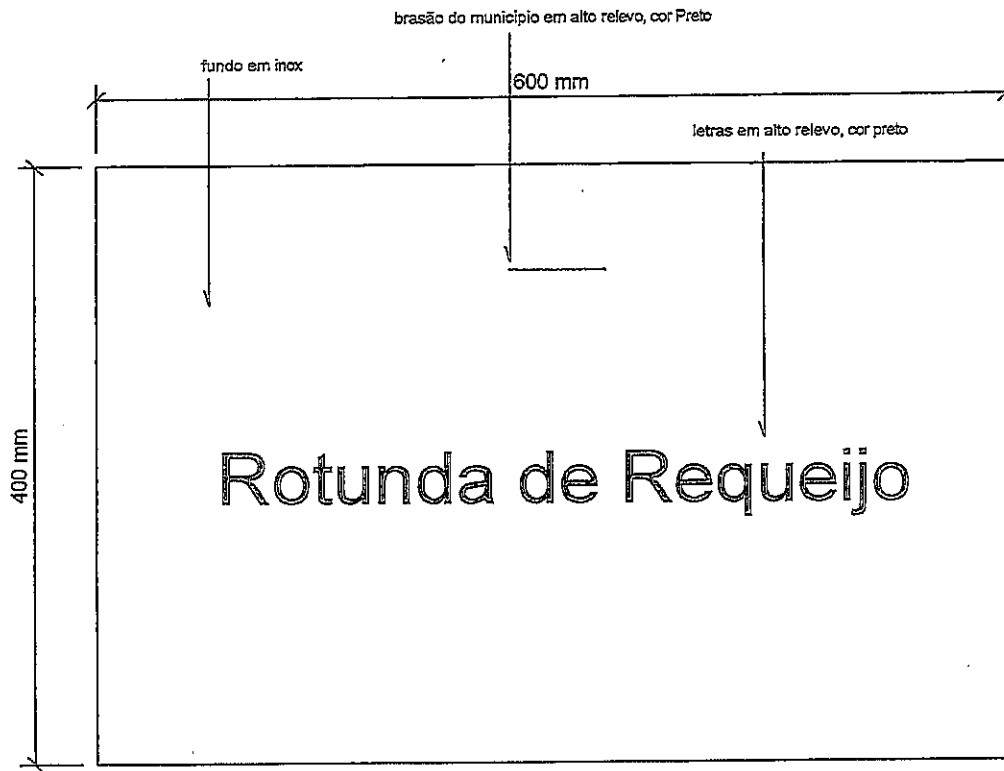 brasão do municipio em alto relevo, cor Preto
fundo em inox
600 mm
letras em alto relevo, cor preto
400 mm
Rotunda de Requeijo